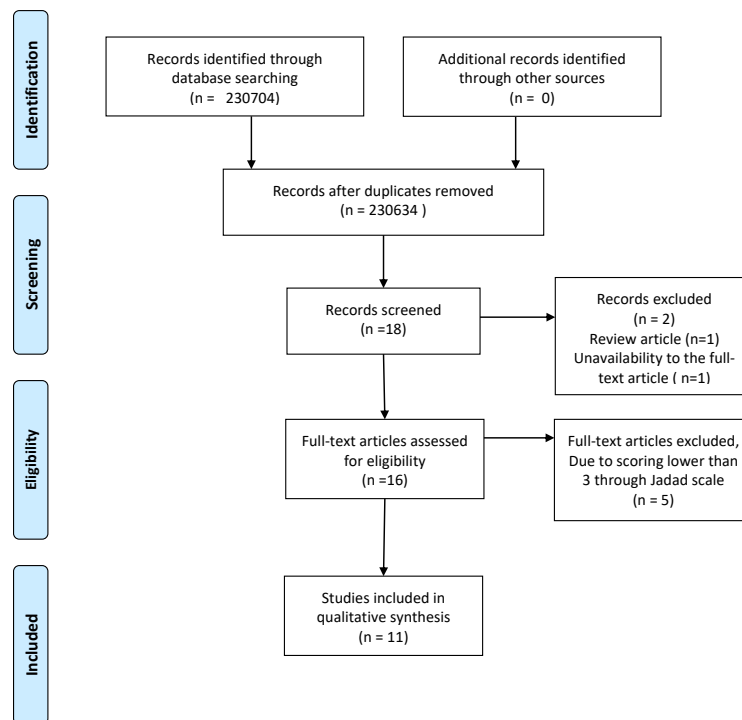 Identification
Records identified through
database searching
(n = 230704)
Additional records identified
through other sources
(n = 0)
Records after duplicates removed
(n = 230634 )
Screening
Records screened
(n =18)
Records excluded
(n = 2)
Review article (n=1)
Unavailability to the full-
text article ( n=1)
Eligibility
Full-text articles assessed
for eligibility
(n =16)
Full-text articles excluded,
Due to scoring lower than
3 through Jadad scale
(n = 5)
Included
Studies included in
qualitative synthesis
(n = 11)